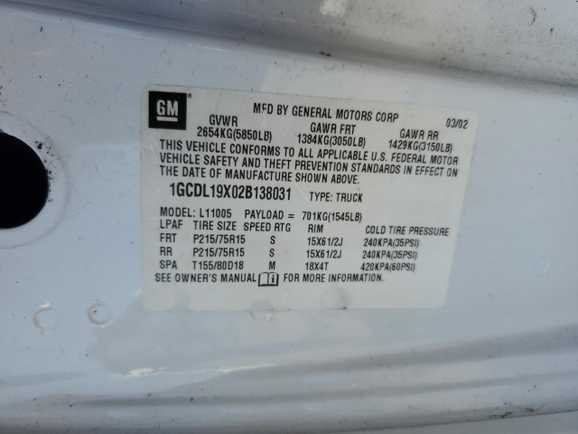 GM
MFD BY GENERAL MOTORS CORP 03/02
GVWR GAWR FRT GAWR RR
2654KG(5850LB) 1384KG(3050LB) 1429KG(3150LB)
THIS VEHICLE CONFORMS TO ALL APPLICABLE U.S. FEDERAL MOTOR
VEHICLE SAFETY AND THEFT PREVENTION STANDARDS IN EFFECT ON
THE DATE OF MANUFACTURE SHOWN ABOVE.
1GCDL19X02B138031 TYPE: TRUCK
MODEL: L11005 PAYLOAD = 701KG(1545LB)
LPAF TIRE SIZE SPEED RTG RIM COLD TIRE PRESSURE
FRT P215/75R15 S 15X61/2J 240KPA(35PSI)
RR P215/75R15 S 15X61/2J 240KPA(35PSI)
SPA T155/80D18 M 18X4T 420KPA(60PSI)
SEE OWNER'S MANUAL FOR MORE INFORMATION.